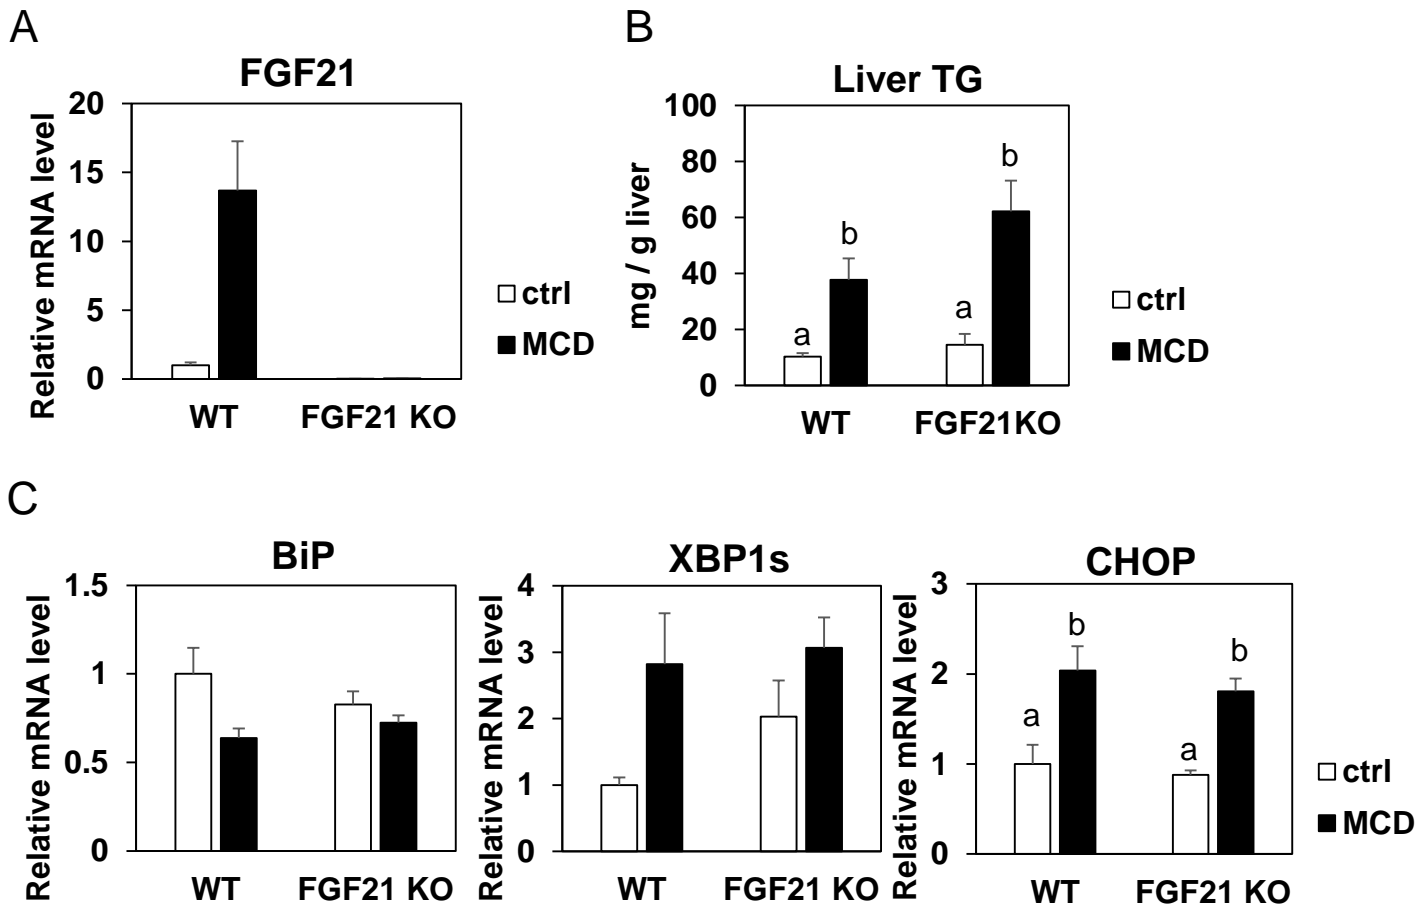 A
FGF21
Relative mRNA level
20
15
10
5
0
WT
FGF21 KO
ctrl
MCD
B
Liver TG
mg / g liver
100
80
60
40
20
0
a
b
a
b
WT
FGF21KO
ctrl
MCD
C
BiP
Relative mRNA level
1.5
1
0.5
0
WT
FGF21 KO
XBP1s
Relative mRNA level
4
3
2
1
0
WT
FGF21 KO
CHOP
Relative mRNA level
3
2
1
0
a
b
a
b
WT
FGF21 KO
ctrl
MCD